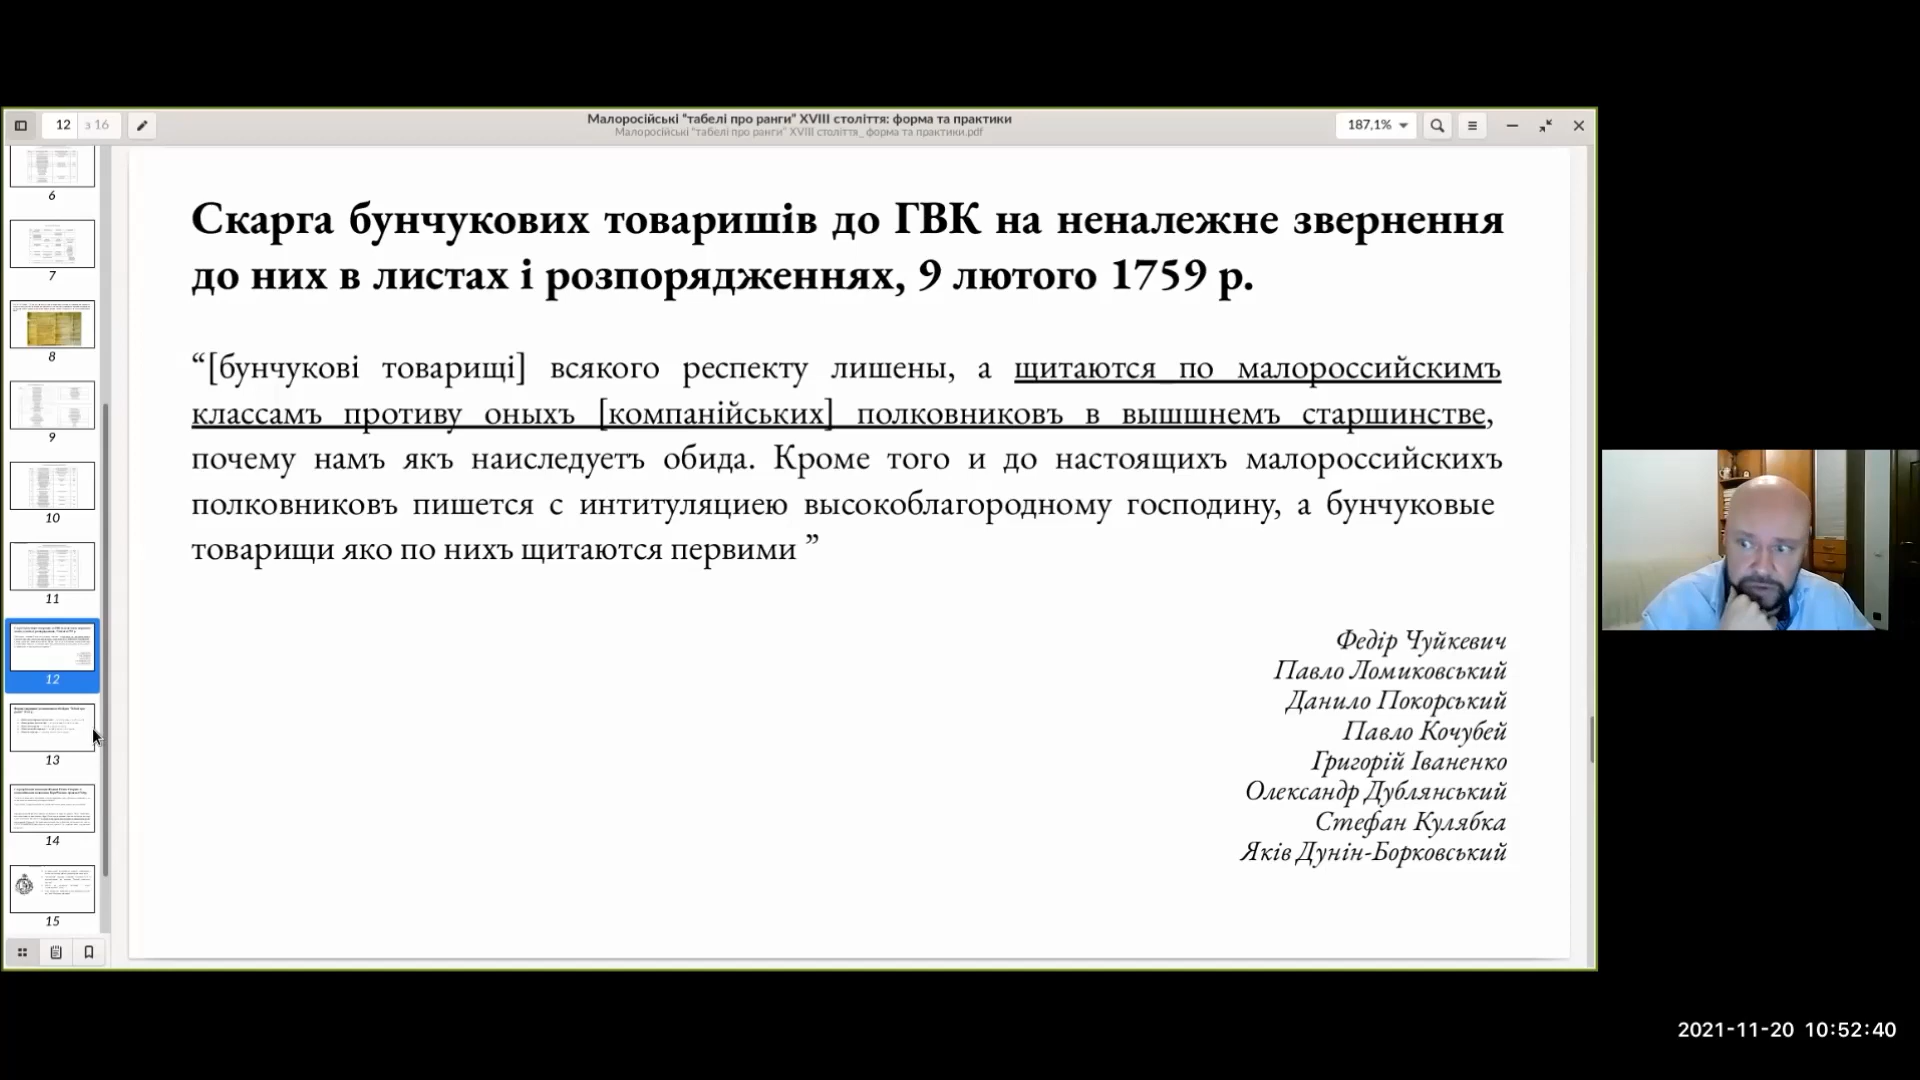 12 з 16
Малоросійські "табелі про ранги" XVIII століття: форма та практики
Малоросійські "табелі про ранги" XVIII століття_ форма та практики.pdf
187,1%
6
7
8
9
10
11
12
13
14
15
Скарга бунчукових товаришів до ГВК на неналежне звернення
до них в листах і розпорядженнях, 9 лютого 1759 р.
“[бунчукові товарищі] всякого респекту лишены, а щитаются по малороссийскимъ
классамъ противу оныхъ [компанійських] полковниковъ в вышшнемъ старшинстве,
почему намъ якъ наиследуетъ обида. Кроме того и до настоящихъ малороссийскихъ
полковниковъ пишется с интитуляциею высокоблагородному господину, а бунчуковые
товарищи яко по нихъ щитаются первими ”
Федір Чуйкевич
Павло Ломиковський
Данило Покорський
Павло Кочубей
Григорій Іваненко
Олександр Дублянський
Стефан Кулябка
Яків Дунін-Борковський
2021-11-20 10:52:40